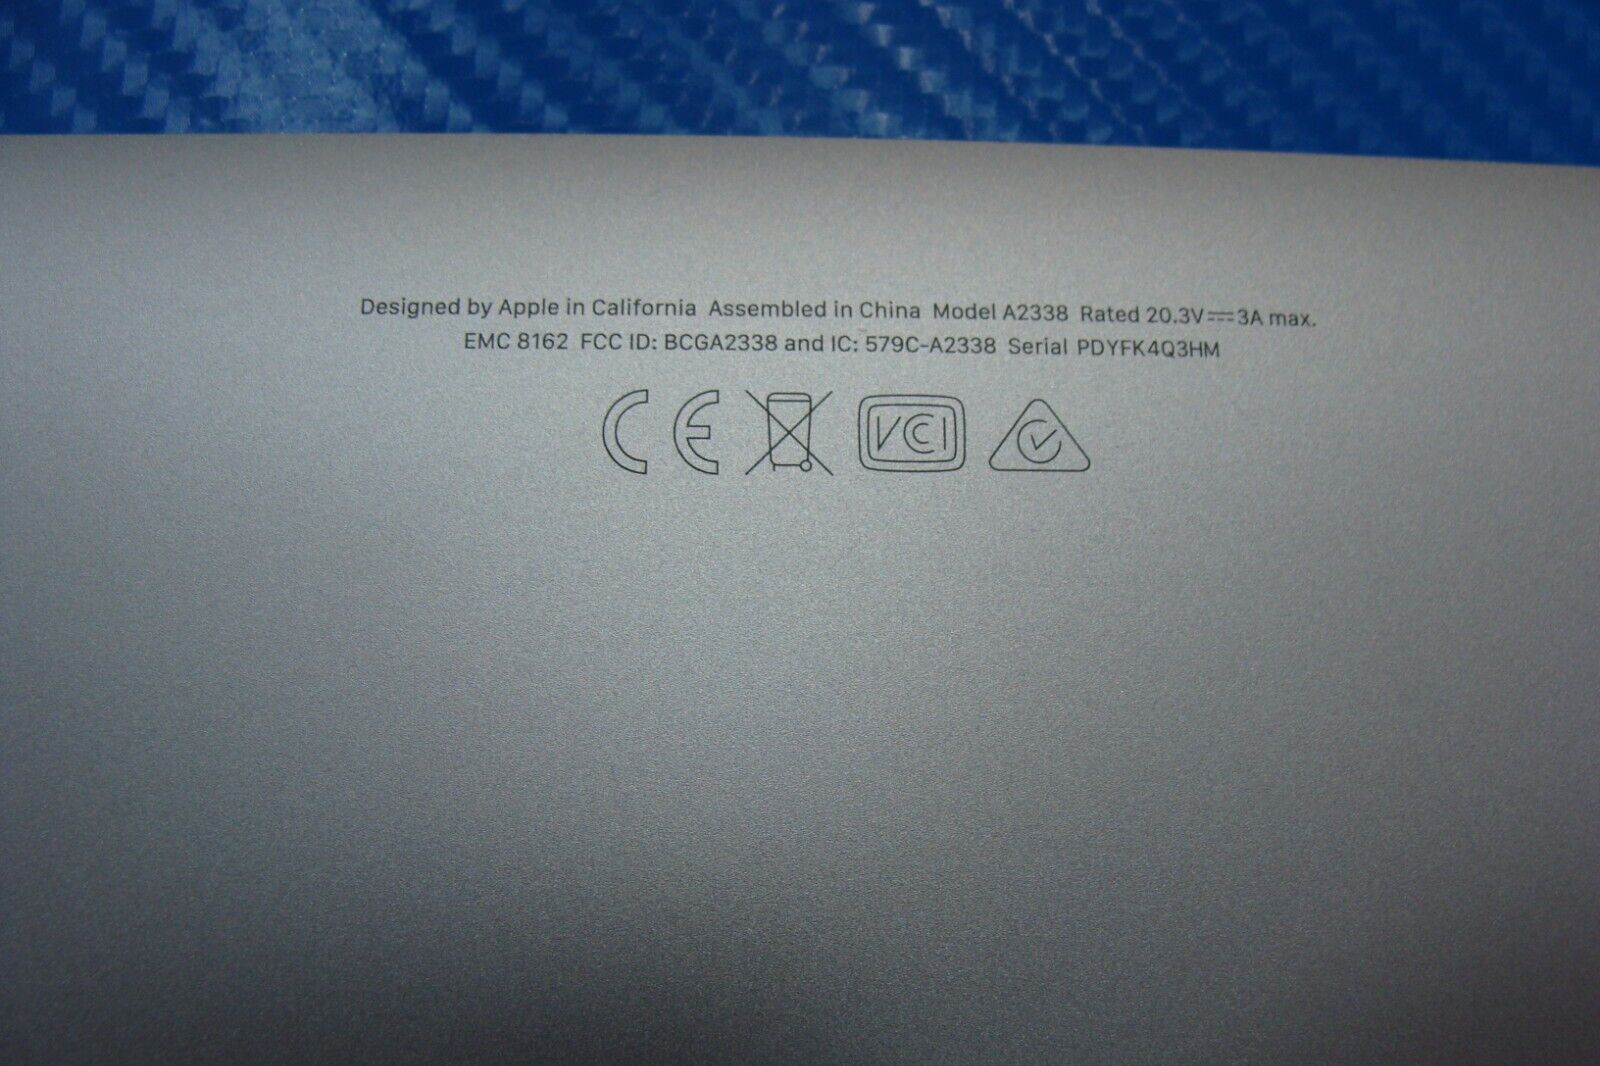 Designed by Apple in California Assembled in China Model A2338 Rated 20.3V⎓3A max.
EMC 8162 FCC ID: BCGA2338 and IC: 579C-A2338 Serial PDYFK4Q3HM
CE VCCI